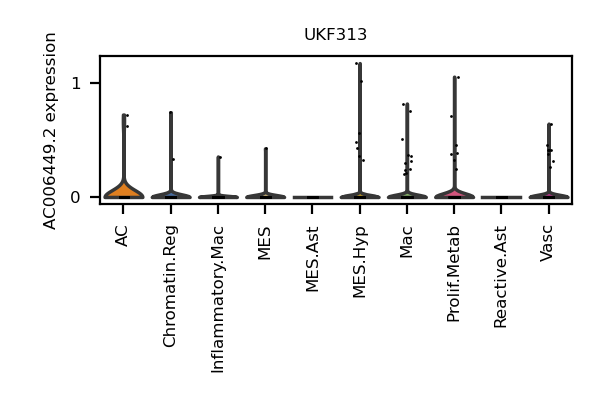 UKF313
AC006449.2 expression
1
0
AC
Chromatin.Reg
Inflammatory.Mac
MES
MES.Ast
MES.Hyp
Mac
Prolif.Metab
Reactive.Ast
Vasc